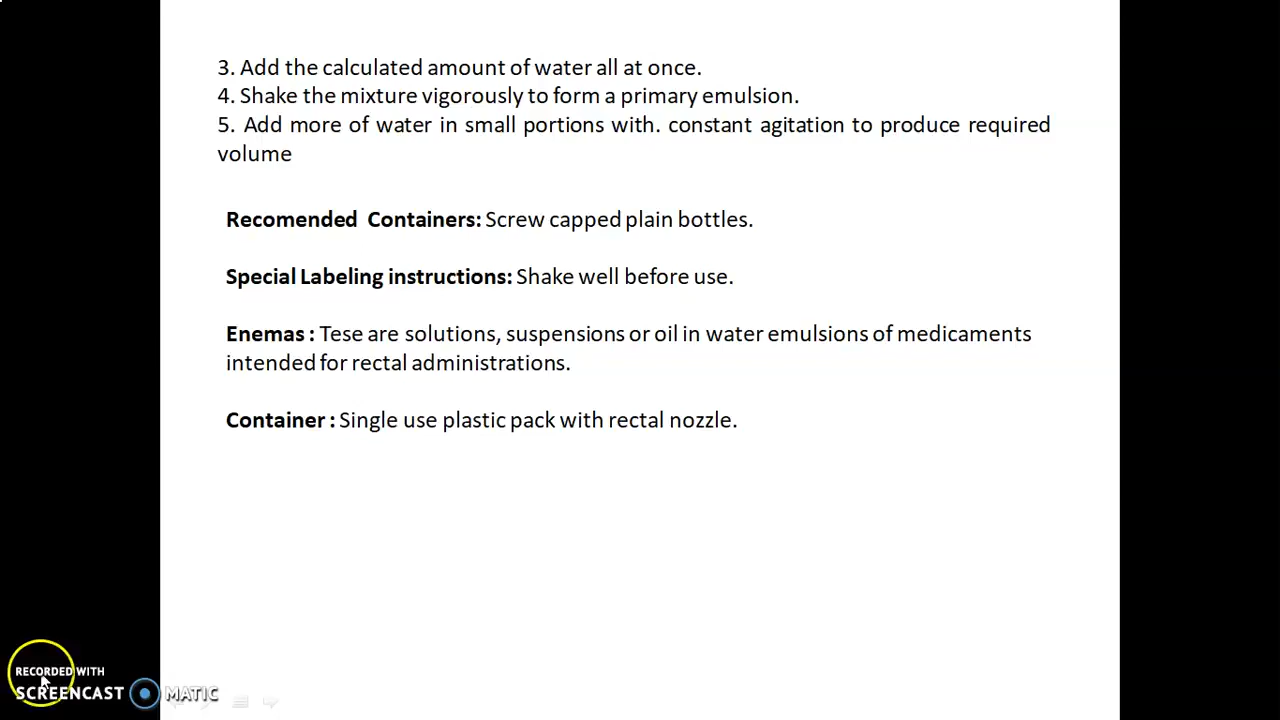 3. Add the calculated amount of water all at once.
4. Shake the mixture vigorously to form a primary emulsion.
5. Add more of water in small portions with. constant agitation to produce required
volume
Recomended Containers: Screw capped plain bottles.
Special Labeling instructions: Shake well before use.
Enemas : Tese are solutions, suspensions or oil in water emulsions of medicaments
intended for rectal administrations.
Container : Single use plastic pack with rectal nozzle.
RECORDED WITH
SCREENCAST MATIC